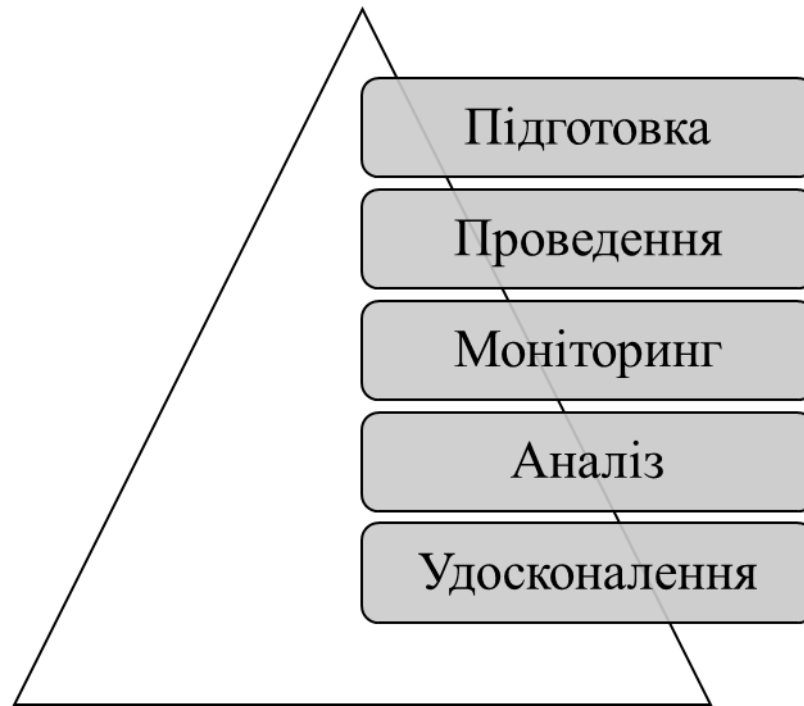 Підготовка
Проведення
Моніторинг
Аналіз
Удосконалення